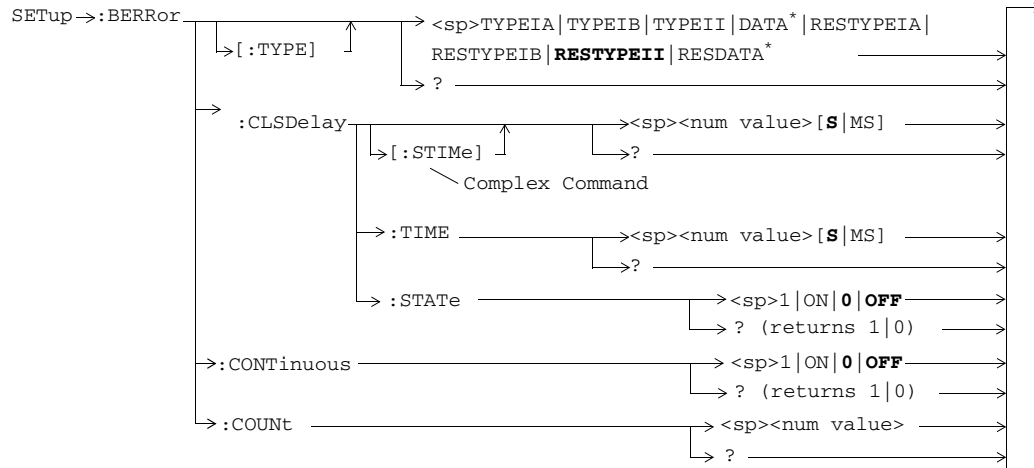 SETup :BERRor <sp>TYPEIA|TYPEIB|TYPEII|DATA*|RESTYPEIA|
[:TYPE] RESTYPEIB|RESTYPEII|RESDATA*
?
:CLSDelay <sp><num value>[S|MS]
[:STIMe] ?
Complex Command
:TIME <sp><num value>[S|MS]
?
:STATe <sp>1|ON|0|OFF
? (returns 1|0)
:CONTinuous <sp>1|ON|0|OFF
? (returns 1|0)
:COUNt <sp><num value>
?